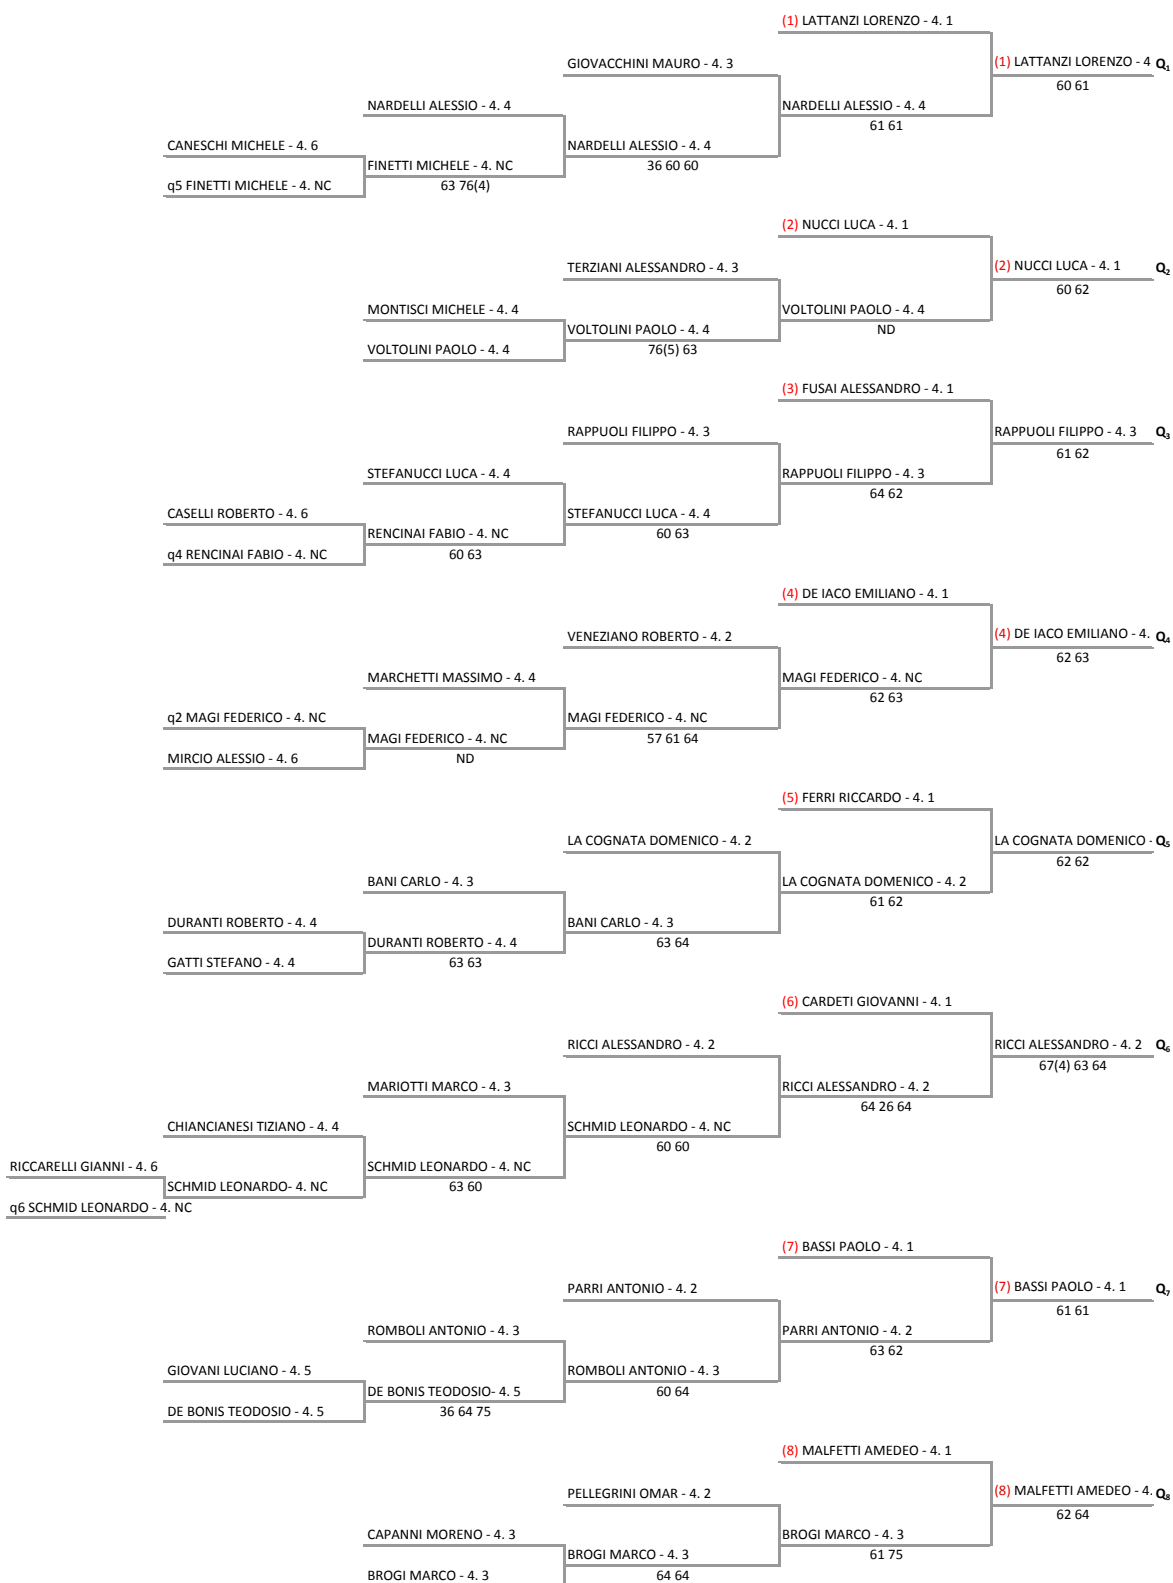 (1) LATTANZI LORENZO - 4. 1
GIOVACCHINI MAURO - 4. 3
(1) LATTANZI LORENZO - 4 Q1
60 61
NARDELLI ALESSIO - 4. 4
NARDELLI ALESSIO - 4. 4
61 61
CANESCHI MICHELE - 4. 6
NARDELLI ALESSIO - 4. 4
36 60 60
FINETTI MICHELE - 4. NC
63 76(4)
q5 FINETTI MICHELE - 4. NC
(2) NUCCI LUCA - 4. 1
TERZIANI ALESSANDRO - 4. 3
(2) NUCCI LUCA - 4. 1 Q2
60 62
MONTISCI MICHELE - 4. 4
VOLTOLINI PAOLO - 4. 4
ND
VOLTOLINI PAOLO - 4. 4
76(5) 63
VOLTOLINI PAOLO - 4. 4
(3) FUSAI ALESSANDRO - 4. 1
RAPPUOLI FILIPPO - 4. 3
RAPPUOLI FILIPPO - 4. 3 Q3
61 62
STEFANUCCI LUCA - 4. 4
RAPPUOLI FILIPPO - 4. 3
64 62
CASELLI ROBERTO - 4. 6
STEFANUCCI LUCA - 4. 4
60 63
RENCINAI FABIO - 4. NC
60 63
q4 RENCINAI FABIO - 4. NC
(4) DE IACO EMILIANO - 4. 1
VENEZIANO ROBERTO - 4. 2
(4) DE IACO EMILIANO - 4. Q4
62 63
MARCHETTI MASSIMO - 4. 4
MAGI FEDERICO - 4. NC
62 63
q2 MAGI FEDERICO - 4. NC
MAGI FEDERICO - 4. NC
57 61 64
MAGI FEDERICO - 4. NC
ND
MIRCIO ALESSIO - 4. 6
(5) FERRI RICCARDO - 4. 1
LA COGNATA DOMENICO - 4. 2
LA COGNATA DOMENICO - Q5
62 62
BANI CARLO - 4. 3
LA COGNATA DOMENICO - 4. 2
61 62
DURANTI ROBERTO - 4. 4
BANI CARLO - 4. 3
63 64
DURANTI ROBERTO - 4. 4
63 63
GATTI STEFANO - 4. 4
(6) CARDETI GIOVANNI - 4. 1
RICCI ALESSANDRO - 4. 2
RICCI ALESSANDRO - 4. 2 Q6
67(4) 63 64
MARIOTTI MARCO - 4. 3
RICCI ALESSANDRO - 4. 2
64 26 64
CHIANCIANESI TIZIANO - 4. 4
SCHMID LEONARDO - 4. NC
60 60
RICCARELLI GIANNI - 4. 6
SCHMID LEONARDO - 4. NC
63 60
SCHMID LEONARDO- 4. NC
q6 SCHMID LEONARDO - 4. NC
(7) BASSI PAOLO - 4. 1
PARRI ANTONIO - 4. 2
(7) BASSI PAOLO - 4. 1 Q7
61 61
ROMBOLI ANTONIO - 4. 3
PARRI ANTONIO - 4. 2
63 62
GIOVANI LUCIANO - 4. 5
ROMBOLI ANTONIO - 4. 3
60 64
DE BONIS TEODOSIO- 4. 5
36 64 75
DE BONIS TEODOSIO - 4. 5
(8) MALFETTI AMEDEO - 4. 1
PELLEGRINI OMAR - 4. 2
(8) MALFETTI AMEDEO - 4. Q8
62 64
CAPANNI MORENO - 4. 3
BROGI MARCO - 4. 3
61 75
BROGI MARCO - 4. 3
64 64
BROGI MARCO - 4. 3